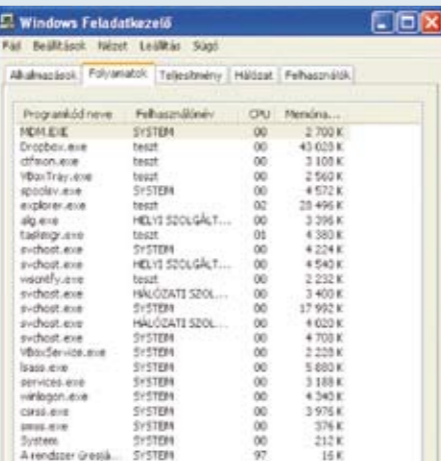 Windows Feladatkezelő
Fájl Beállítások Nézet Leállítás Súgó
Alkalmazások Folyamatok Teljesítmény Hálózat Felhasználók
Programkód neve Felhasználónév CPU Memória...
MDM.EXE SYSTEM 00 2 700 K
Dropbox.exe teszt 00 43 028 K
ctfmon.exe teszt 00 3 108 K
VBoxTray.exe teszt 00 2 560 K
spoolsv.exe SYSTEM 00 4 572 K
explorer.exe teszt 02 28 496 K
alg.exe HELYI SZOLGÁLT... 00 3 396 K
taskmgr.exe teszt 01 4 380 K
svchost.exe SYSTEM 00 4 224 K
svchost.exe HELYI SZOLGÁLT... 00 4 540 K
wscntfy.exe teszt 00 2 232 K
svchost.exe HÁLÓZATI SZOL... 00 3 400 K
svchost.exe SYSTEM 00 17 992 K
svchost.exe HÁLÓZATI SZOL... 00 4 020 K
svchost.exe SYSTEM 00 4 708 K
VBoxService.exe SYSTEM 00 2 228 K
lsass.exe SYSTEM 00 5 880 K
services.exe SYSTEM 00 3 188 K
winlogon.exe SYSTEM 00 4 340 K
csrss.exe SYSTEM 00 3 976 K
smss.exe SYSTEM 00 376 K
System SYSTEM 00 212 K
A rendszer üresjá... SYSTEM 97 16 K